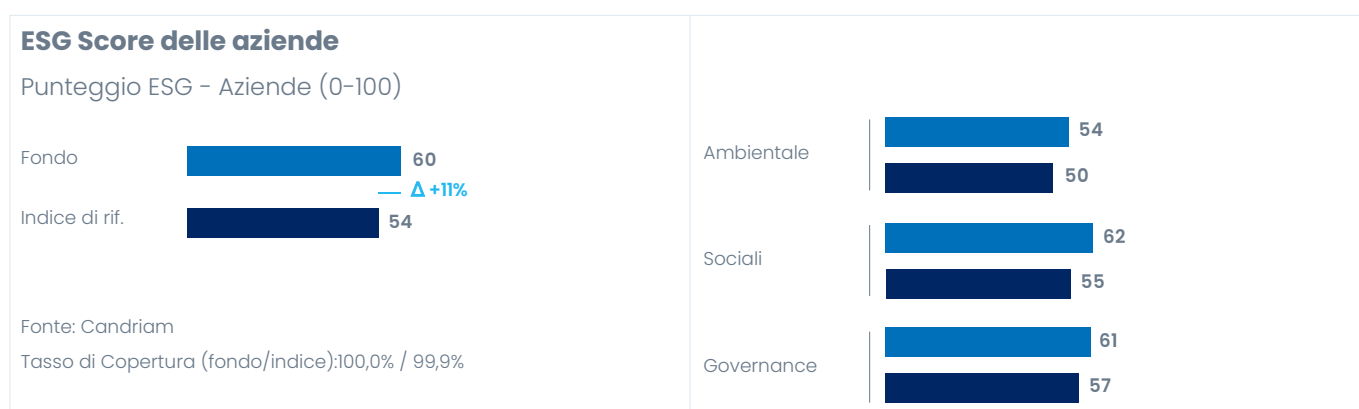 ESG Score delle aziende
Punteggio ESG - Aziende (0-100)
Fondo
60
Δ +11%
Indice di rif.
54
Fonte: Candriam
Tasso di Copertura (fondo/indice):100,0% / 99,9%
Ambientale
54
50
Sociali
62
55
Governance
61
57